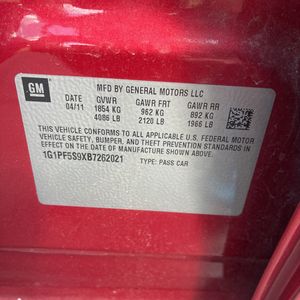 GM
MFD BY GENERAL MOTORS LLC
DATE GVWR GAWR FRT GAWR RR
04/11 1854 KG 962 KG 892 KG
4086 LB 2120 LB 1966 LB
THIS VEHICLE CONFORMS TO ALL APPLICABLE U.S. FEDERAL MOTOR
VEHICLE SAFETY, BUMPER, AND THEFT PREVENTION STANDARDS
IN EFFECT ON THE DATE OF MANUFACTURE SHOWN ABOVE.
1G1PF5S9XB7262021
TYPE: PASS CAR